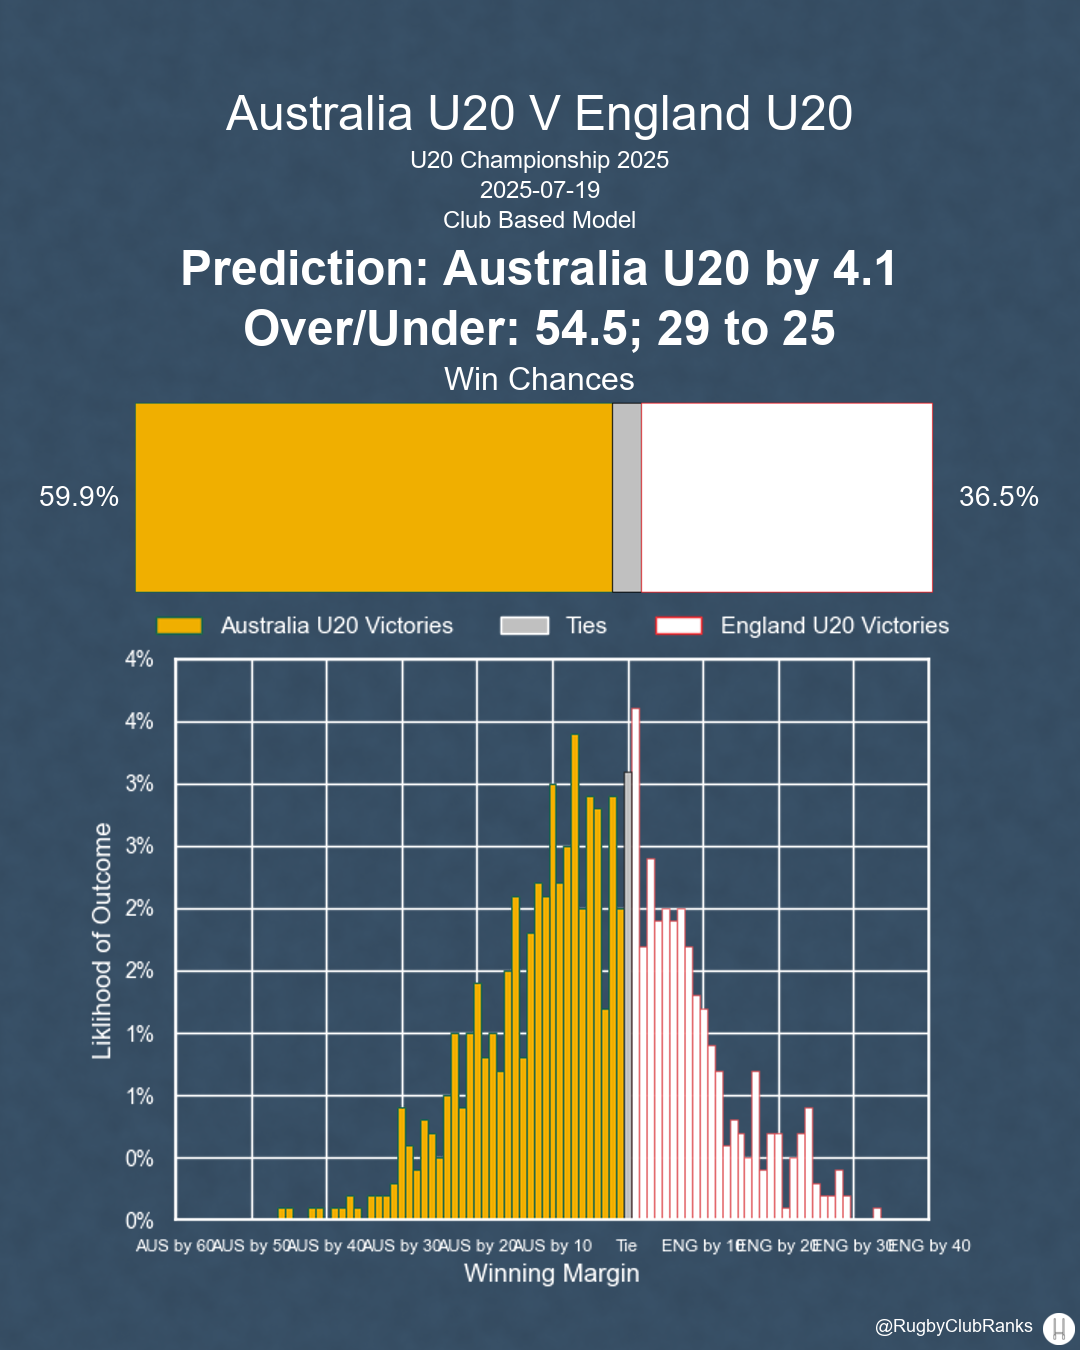 Australia U20 V England U20
U20 Championship 2025
2025-07-19
Club Based Model
Prediction: Australia U20 by 4.1
Over/Under: 54.5; 29 to 25
Win Chances
59.9%
36.5%
Australia U20 Victories
Ties
England U20 Victories
4%
4%
3%
3%
2%
2%
1%
1%
0%
0%
Liklihood of Outcome
AUS by 60
AUS by 50
AUS by 40
AUS by 30
AUS by 20
AUS by 10
Tie
ENG by 10
ENG by 20
ENG by 30
ENG by 40
Winning Margin
@RugbyClubRanks